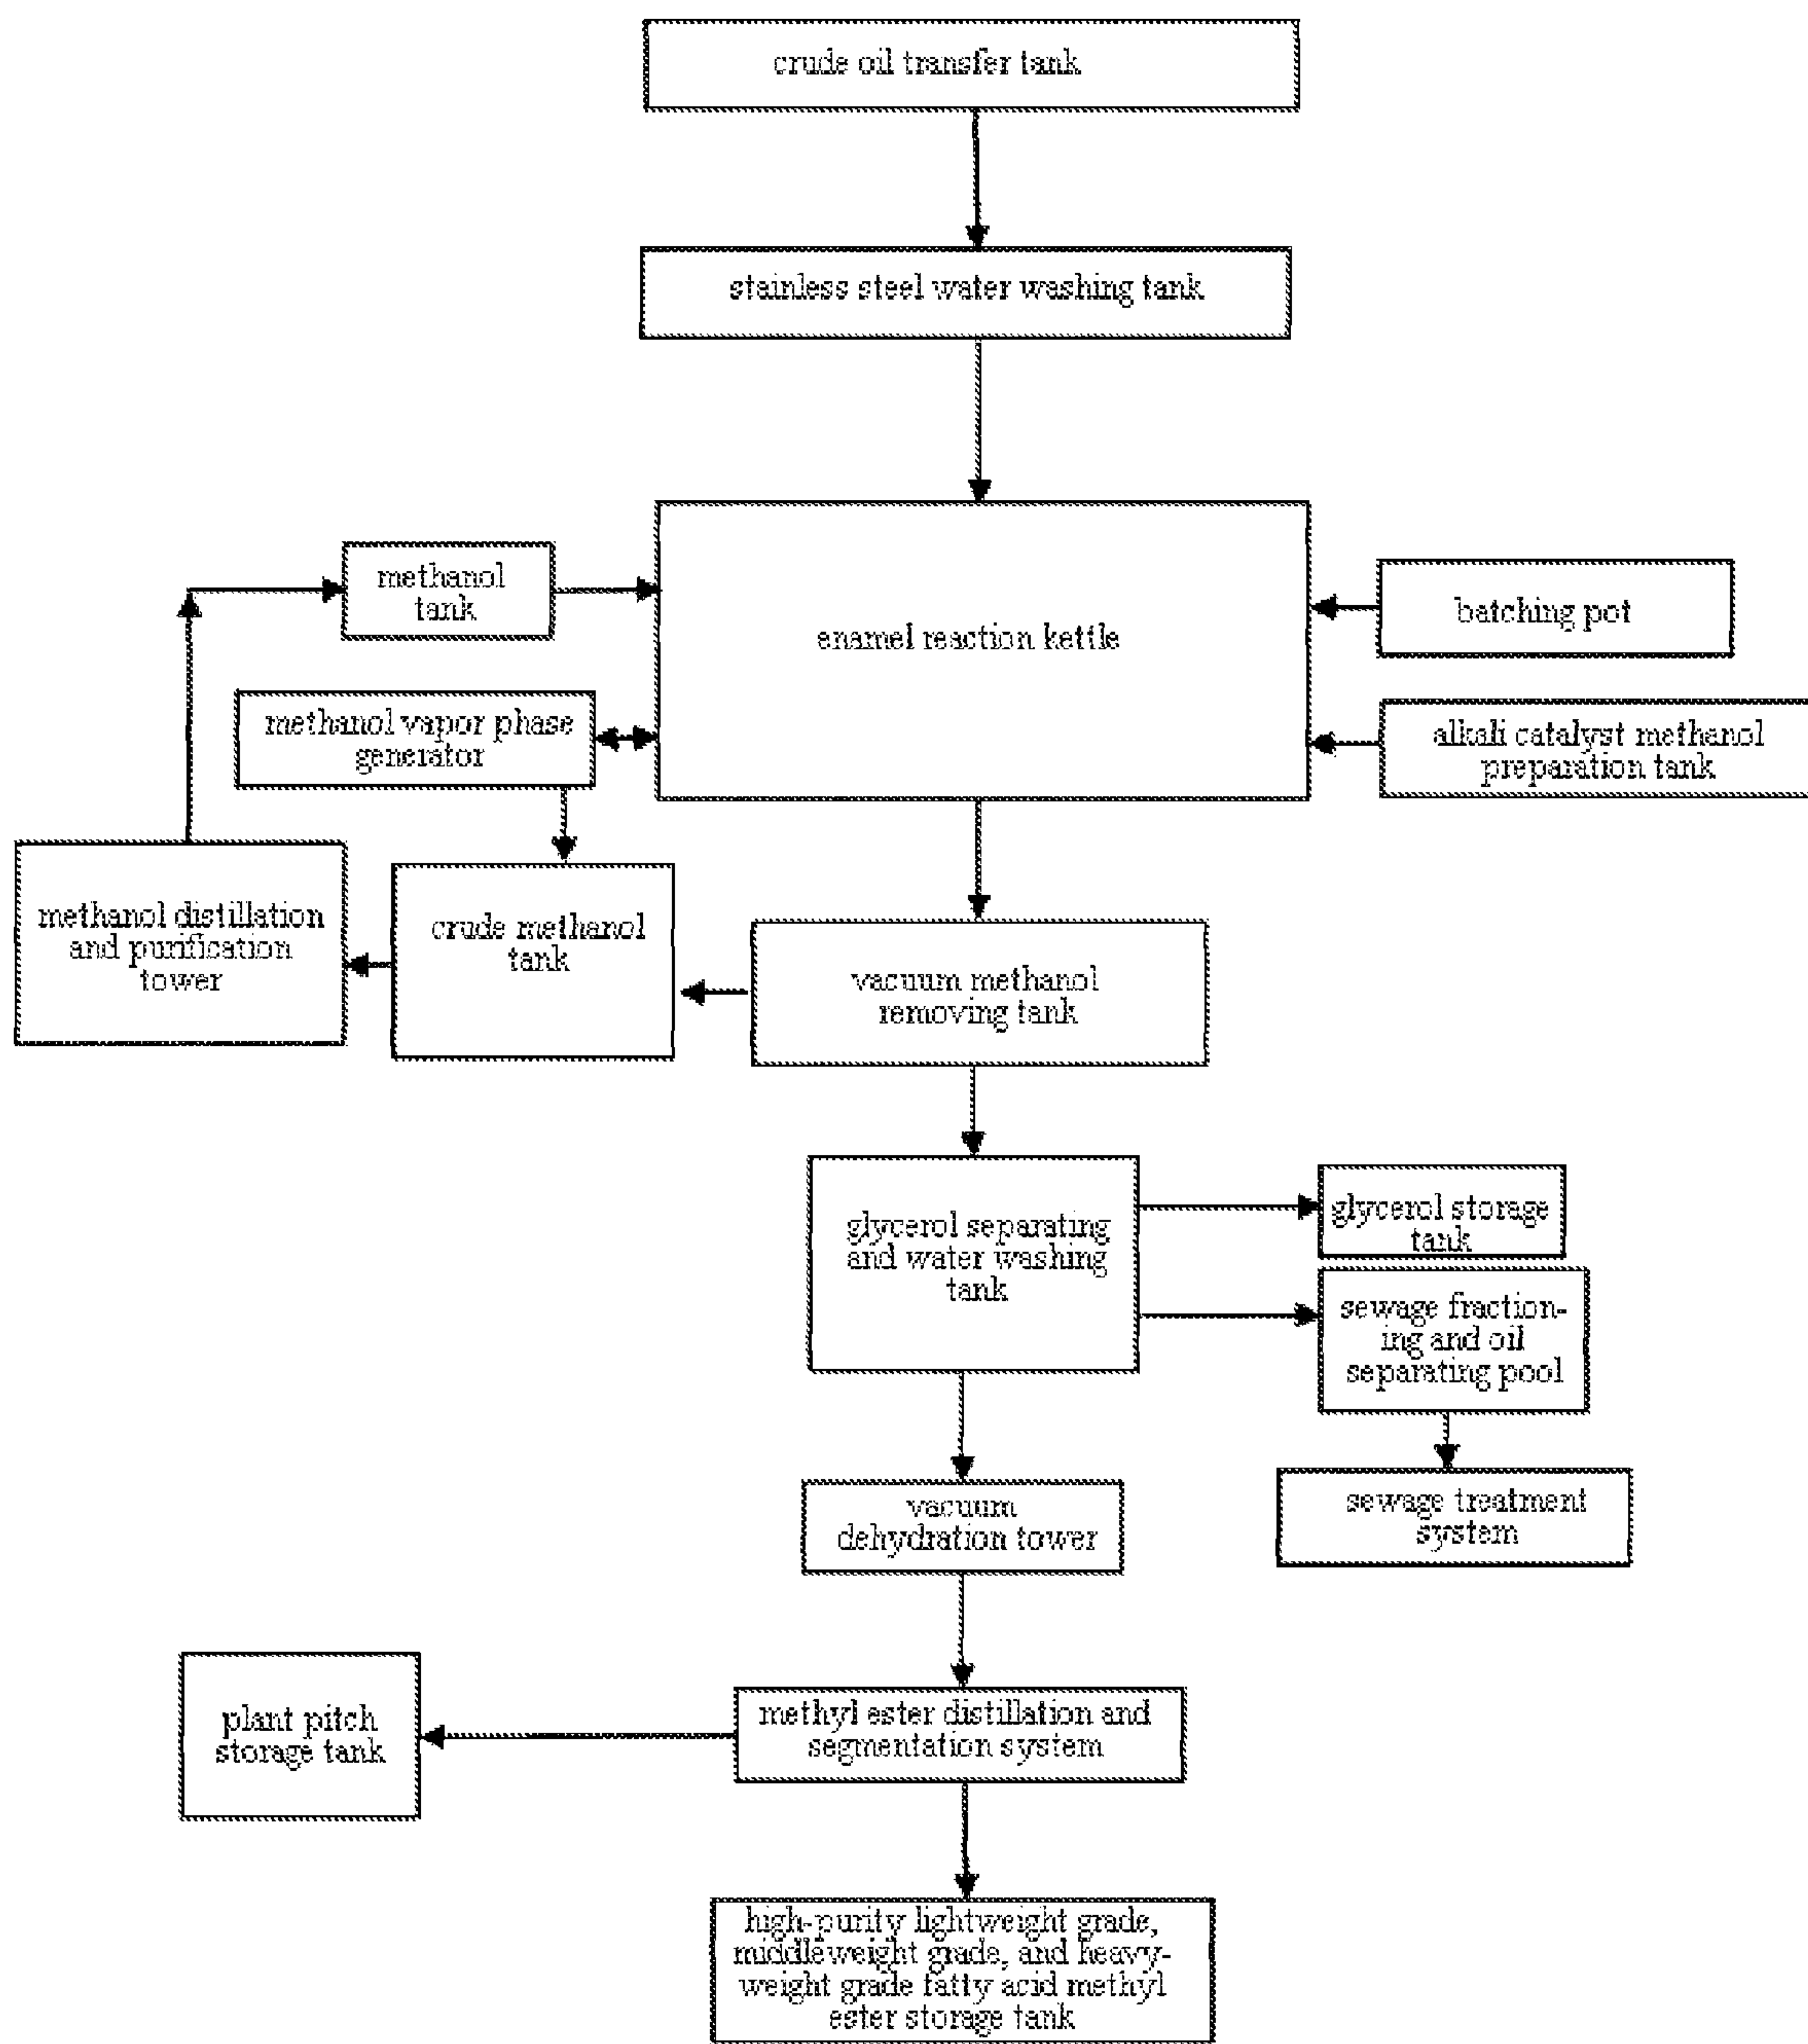 crude oil transfer tank
stainless steel water washing tank
methanol
tank
enamel reaction kettle
batching pot
methanol vapor phase
generator
alkali catalyst methanol
preparation tank
methanol distillation
and purification
tower
crude methanol
tank
vacuum methanol
removing tank
glycerol separating
and water washing
tank
glycerol storage
tank
sewage fraction-
ing and oil
separating pool
vacuum
dehydration tower
sewage treatment
system
plant pitch
storage tank
methyl ester distillation and
segmentation system
high-purity lightweight grade,
middleweight grade, and heavy-
weight grade fatty acid methyl
ester storage tank